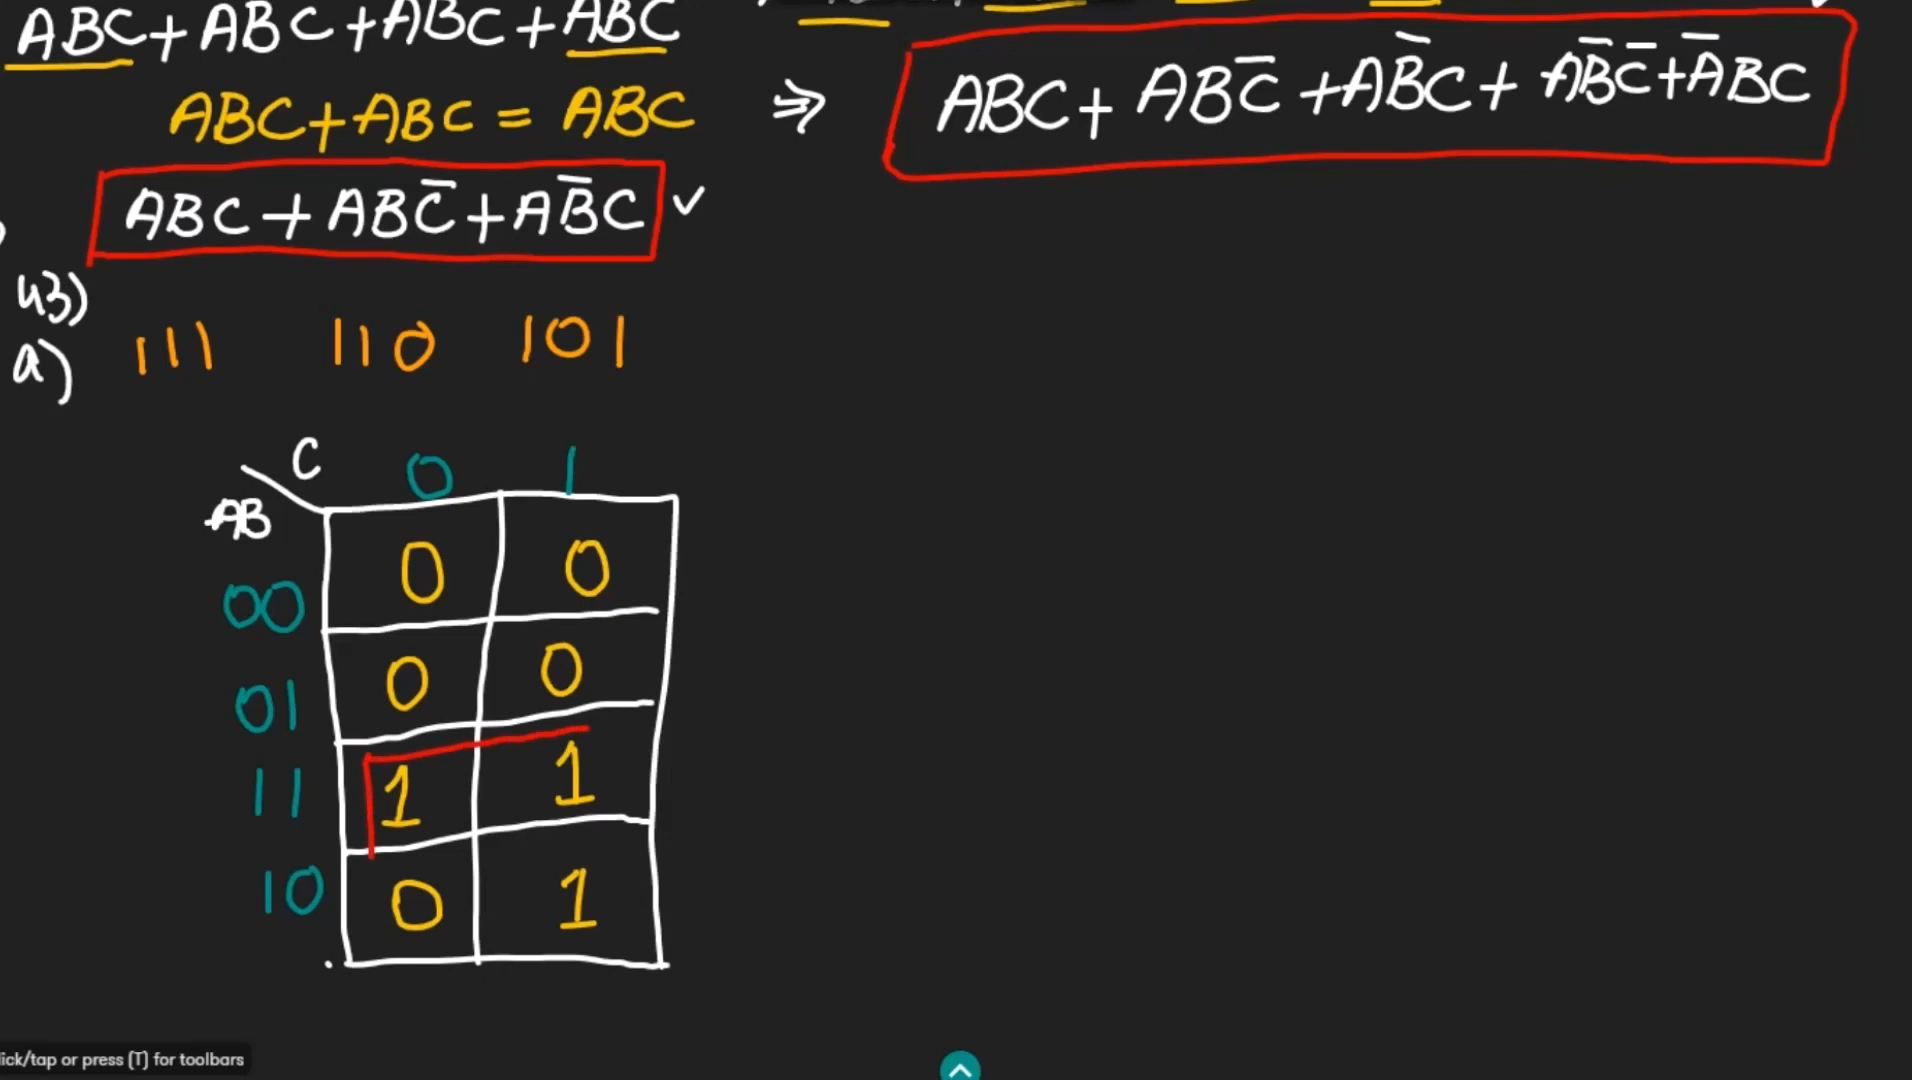 ABC + ABC + ABC + ABC
ABC + ABC = ABC
⇒ ABC + ABC̅ + AB̅C + AB̅C̅ + A̅BC
ABC + ABC̅ + AB̅C ✓
43)
a) 111 110 101
C
AB
0 1
00 0 0
01 0 0
11 1 1
10 0 1
lick/tap or press (T) for toolbars